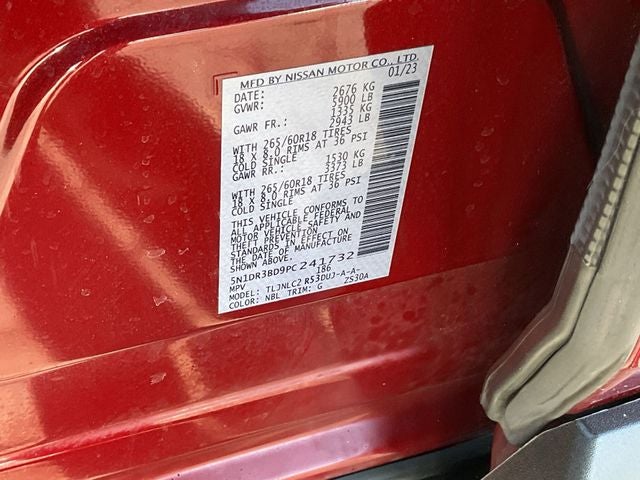 MFD BY NISSAN MOTOR CO., LTD.
DATE: 01/23
GVWR: 2676 KG
5900 LB
GAWR FR.: 1335 KG
2943 LB
WITH 265/60R18 TIRES
18 X 8.0 RIMS AT 36 PSI
COLD SINGLE
GAWR RR.: 1530 KG
3373 LB
WITH 265/60R18 TIRES
18 X 8.0 RIMS AT 36 PSI
COLD SINGLE
THIS VEHICLE CONFORMS TO
ALL APPLICABLE FEDERAL
MOTOR VEHICLE SAFETY AND
THEFT PREVENTION
STANDARDS IN EFFECT ON
THE DATE OF MANUFACTURE
SHOWN ABOVE.
5N1DR3BD9PC241732
MPV 186
MODEL: TLJNLC2 R53DUJ-A-A-
COLOR: NBL TRIM: G ZS30A